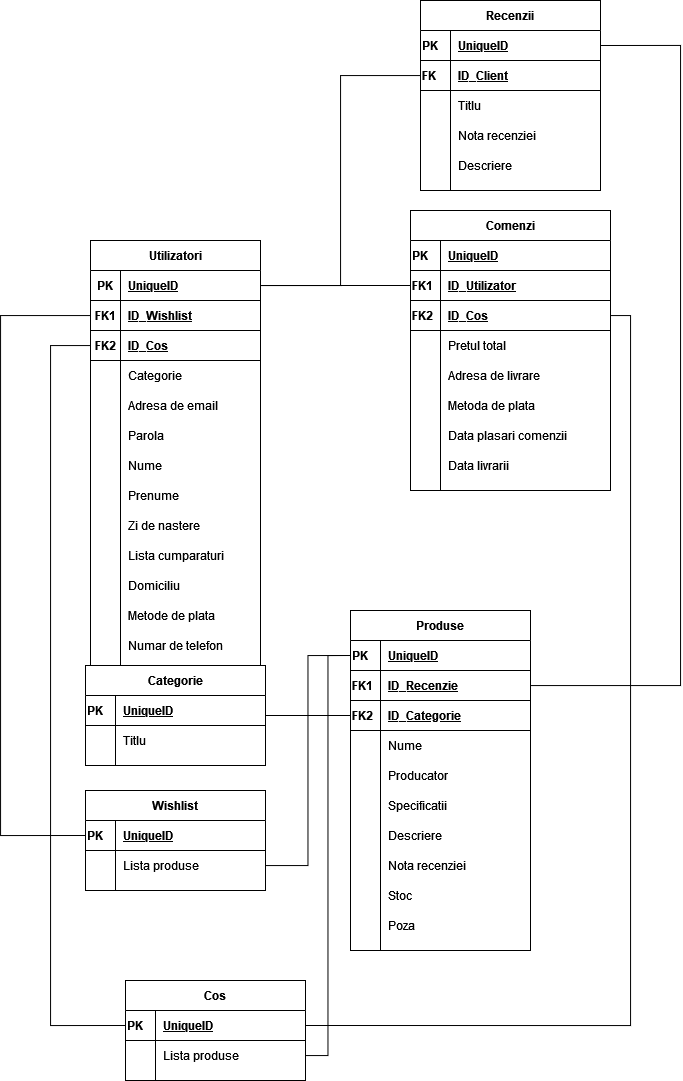 Recenzii
PK UniqueID
FK ID_Client
Titlu
Nota recenziei
Descriere
Comenzi
PK UniqueID
FK1 ID_Utilizator
FK2 ID_Cos
Pretul total
Adresa de livrare
Metoda de plata
Data plasari comenzii
Data livrarii
Utilizatori
PK UniqueID
FK1 ID_Wishlist
FK2 ID_Cos
Categorie
Adresa de email
Parola
Nume
Prenume
Zi de nastere
Lista cumparaturi
Domiciliu
Metode de plata
Numar de telefon
Produse
PK UniqueID
FK1 ID_Recenzie
FK2 ID_Categorie
Nume
Producator
Specificatii
Descriere
Nota recenziei
Stoc
Poza
Categorie
PK UniqueID
Titlu
Wishlist
PK UniqueID
Lista produse
Cos
PK UniqueID
Lista produse